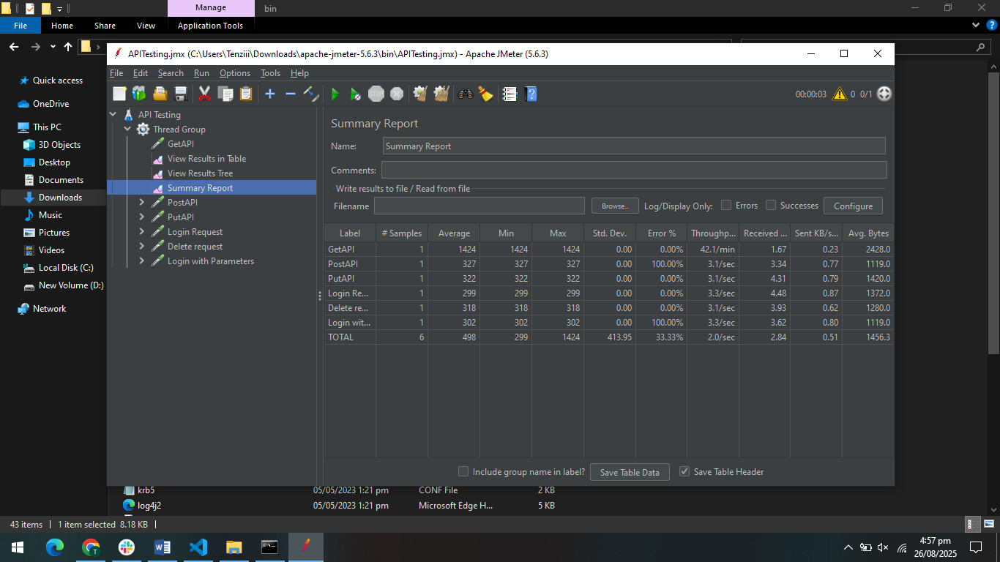 Manage
bin
File
Home
Share
View
Application Tools
APITesting.jmx (C:\Users\Tenziii\Downloads\apache-jmeter-5.6.3\bin\APITesting.jmx) - Apache JMeter (5.6.3)
File Edit Search Run Options Tools Help
00:00:03 0 0/1
Quick access
OneDrive
This PC
3D Objects
Desktop
Documents
Downloads
Music
Pictures
Videos
Local Disk (C:)
New Volume (D:)
Network
API Testing
Thread Group
GetAPI
View Results in Table
View Results Tree
Summary Report
PostAPI
PutAPI
Login Request
Delete request
Login with Parameters
Summary Report
Name: Summary Report
Comments:
Write results to file / Read from file
Filename Browse... Log/Display Only: Errors Successes Configure
Label # Samples Average Min Max Std. Dev. Error % Throughp... Received ... Sent KB/s... Avg. Bytes
GetAPI 1 1424 1424 1424 0.00 0.00% 42.1/min 1.67 0.23 2428.0
PostAPI 1 327 327 327 0.00 100.00% 3.1/sec 3.34 0.77 1119.0
PutAPI 1 322 322 322 0.00 0.00% 3.1/sec 4.31 0.79 1420.0
Login Re... 1 299 299 299 0.00 0.00% 3.3/sec 4.48 0.87 1372.0
Delete re... 1 318 318 318 0.00 0.00% 3.1/sec 3.93 0.62 1280.0
Login wit... 1 302 302 302 0.00 100.00% 3.3/sec 3.62 0.80 1119.0
TOTAL 6 498 299 1424 413.95 33.33% 2.0/sec 2.84 0.51 1456.3
Include group name in label? Save Table Data Save Table Header
krb5 05/05/2023 1:21 pm CONF File 2 KB
log4j2 05/05/2023 1:21 pm Microsoft Edge H... 5 KB
43 items 1 item selected 8.18 KB
4:57 pm
26/08/2025